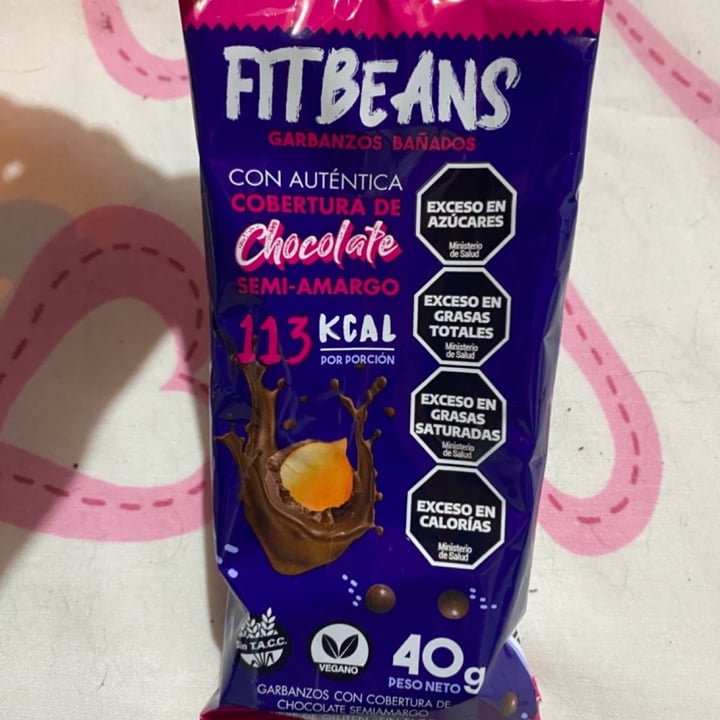 FITBEANS
GARBANZOS BAÑADOS
CON AUTÉNTICA
COBERTURA DE
Chocolate
SEMI-AMARGO
113 KCAL
POR PORCIÓN
EXCESO EN
AZÚCARES
Ministerio
de Salud
EXCESO EN
GRASAS
TOTALES
Ministerio
de Salud
EXCESO EN
GRASAS
SATURADAS
Ministerio
de Salud
EXCESO EN
CALORÍAS
Ministerio
de Salud
Sin T.A.C.C.
VEGANO
40g
PESO NETO
GARBANZOS CON COBERTURA DE
CHOCOLATE SEMIAMARGO